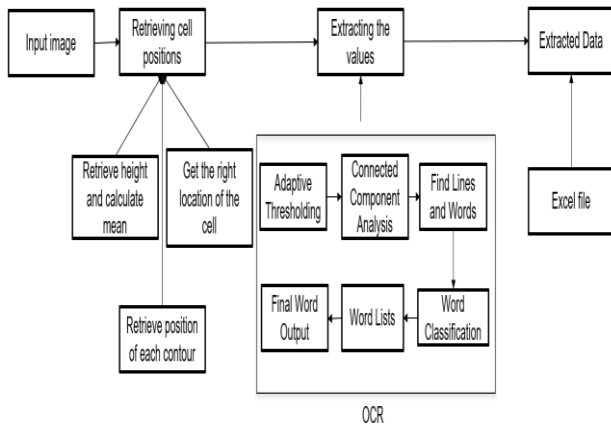 Input image
Retrieving cell
positions
Extracting the
values
Extracted Data
Retrieve height
and calculate
mean
Get the right
location of the
cell
Adaptive
Thresholding
Connected
Component
Analysis
Find Lines
and Words
Excel file
Final Word
Output
Word Lists
Word
Classification
Retrieve position
of each contour
OCR